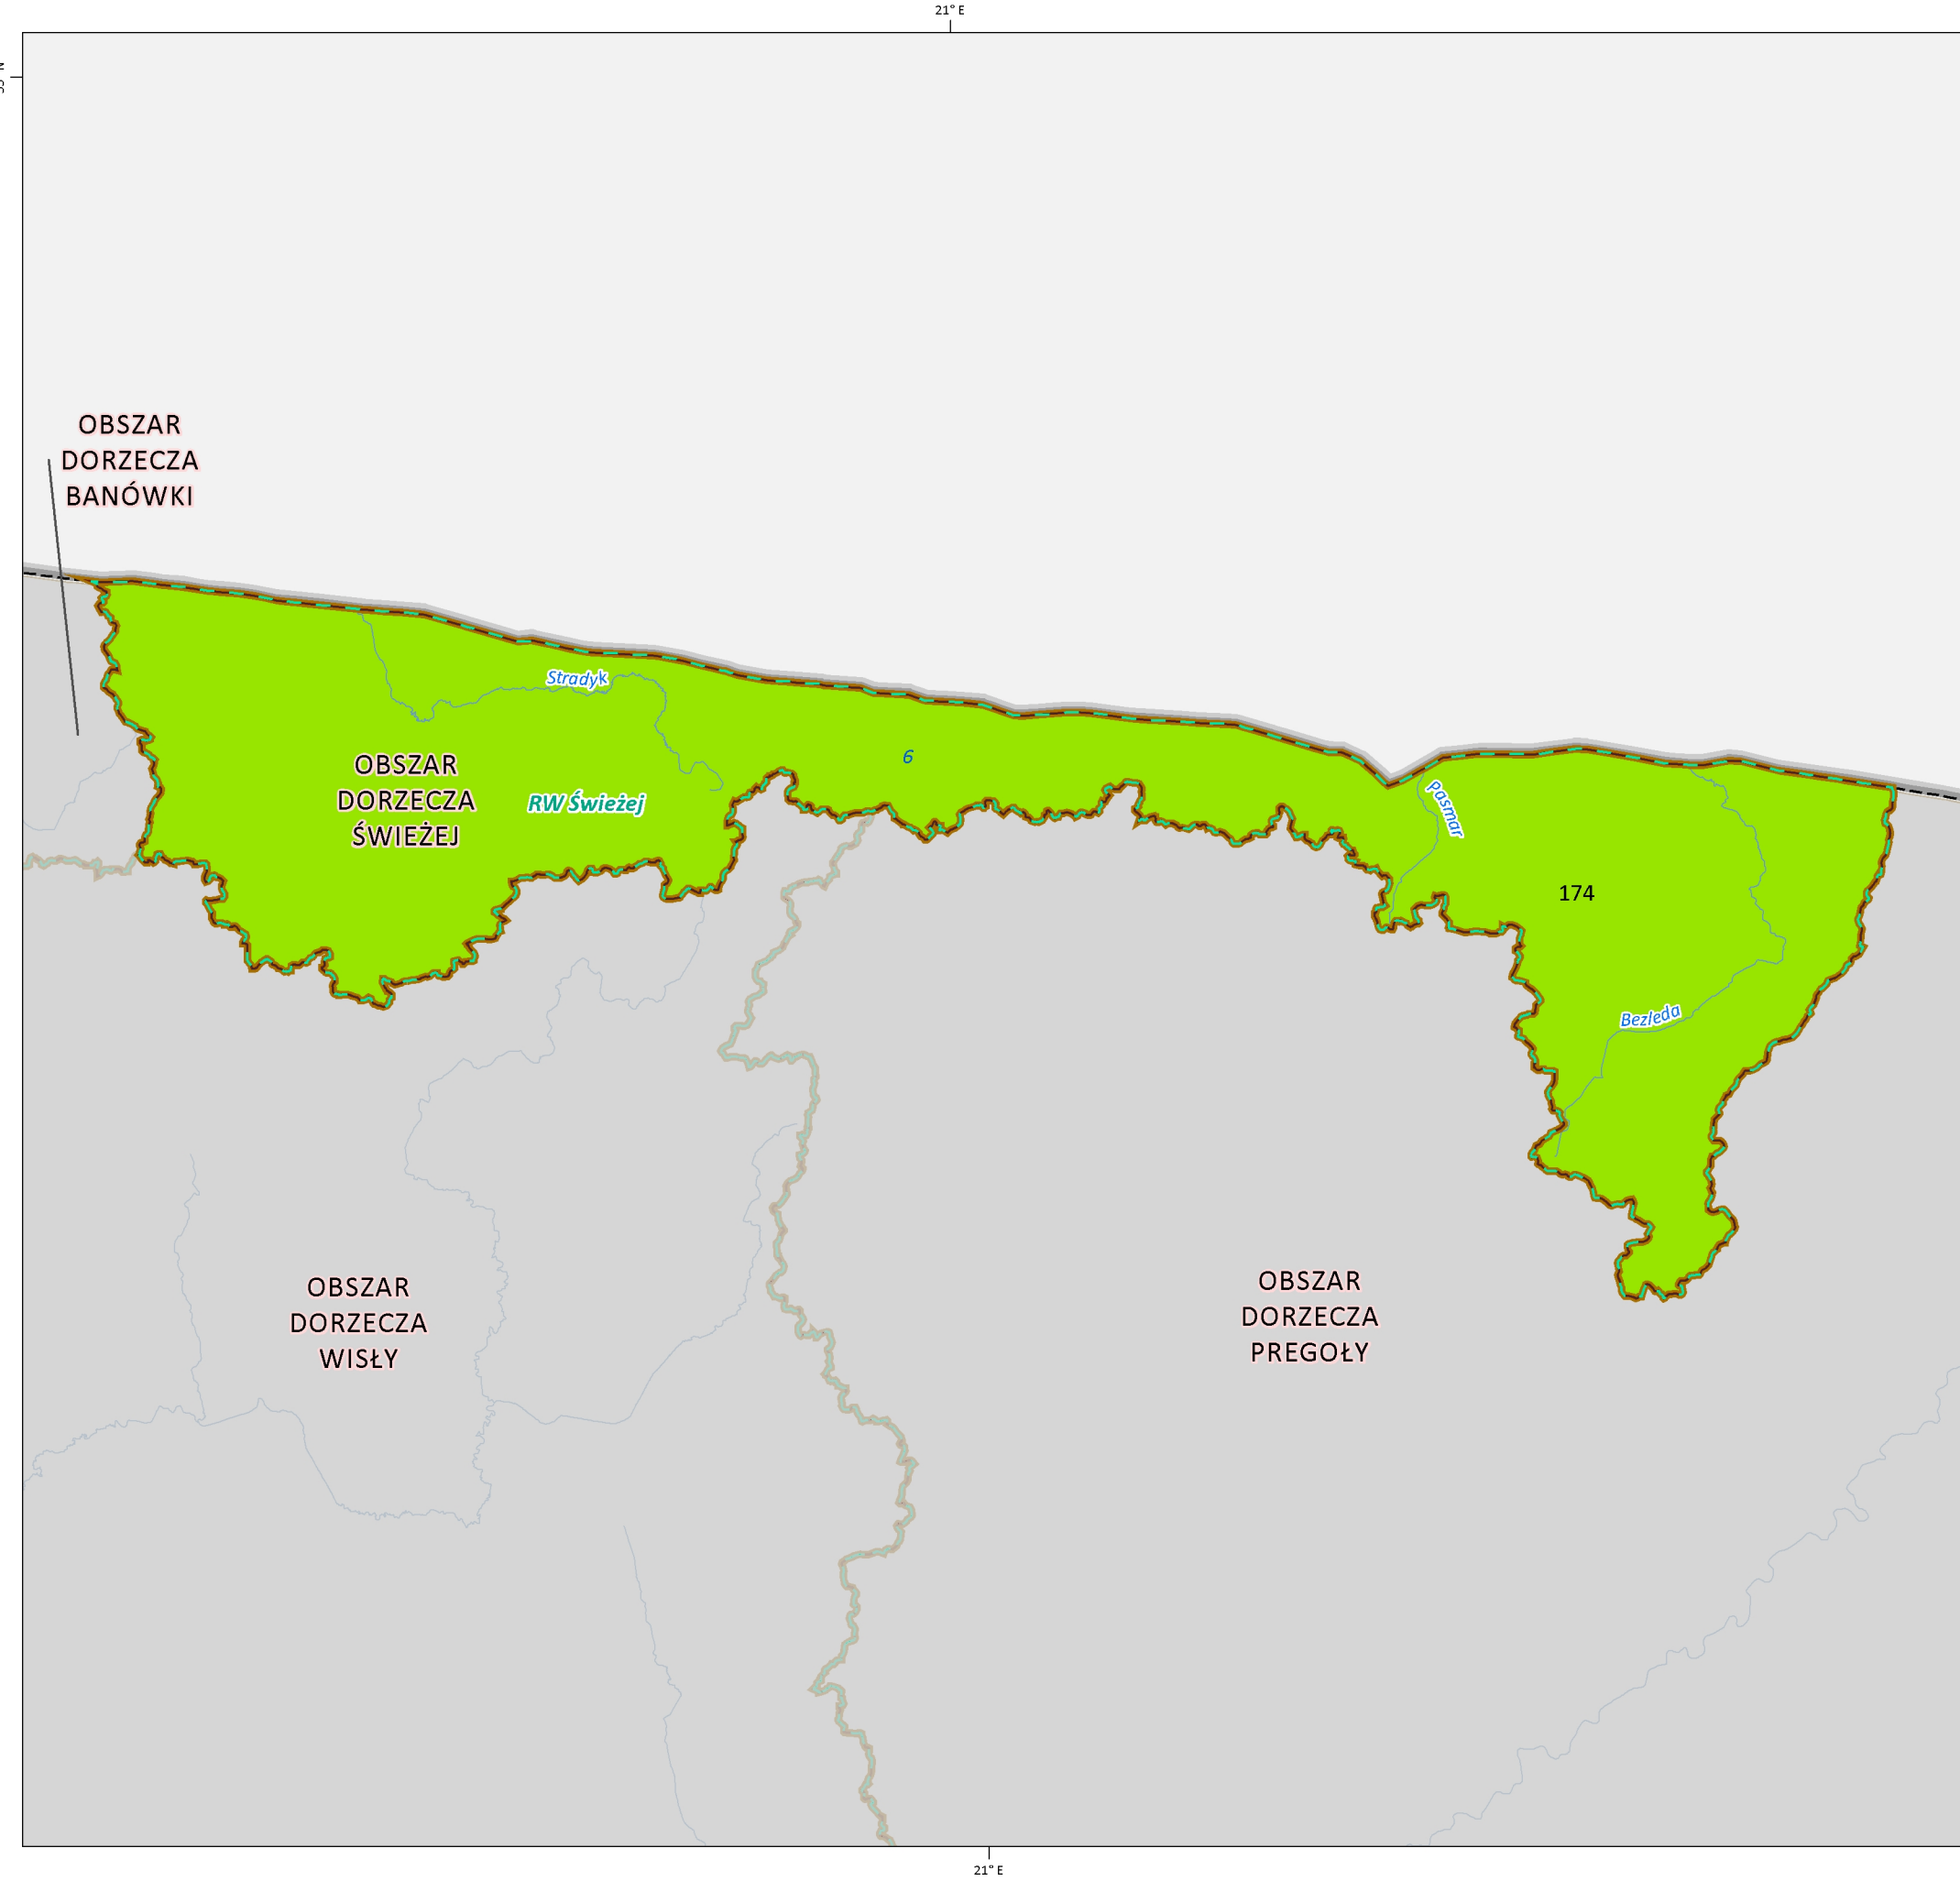 21° E
OBSZAR
DORZECZA
BANÓWKI
Stradyk
6
OBSZAR
DORZECZA
ŚWIEŻEJ
RW Świeżej
Pasmar
174
Bezleda
OBSZAR
DORZECZA
WISŁY
OBSZAR
DORZECZA
PREGOŁY
21° E